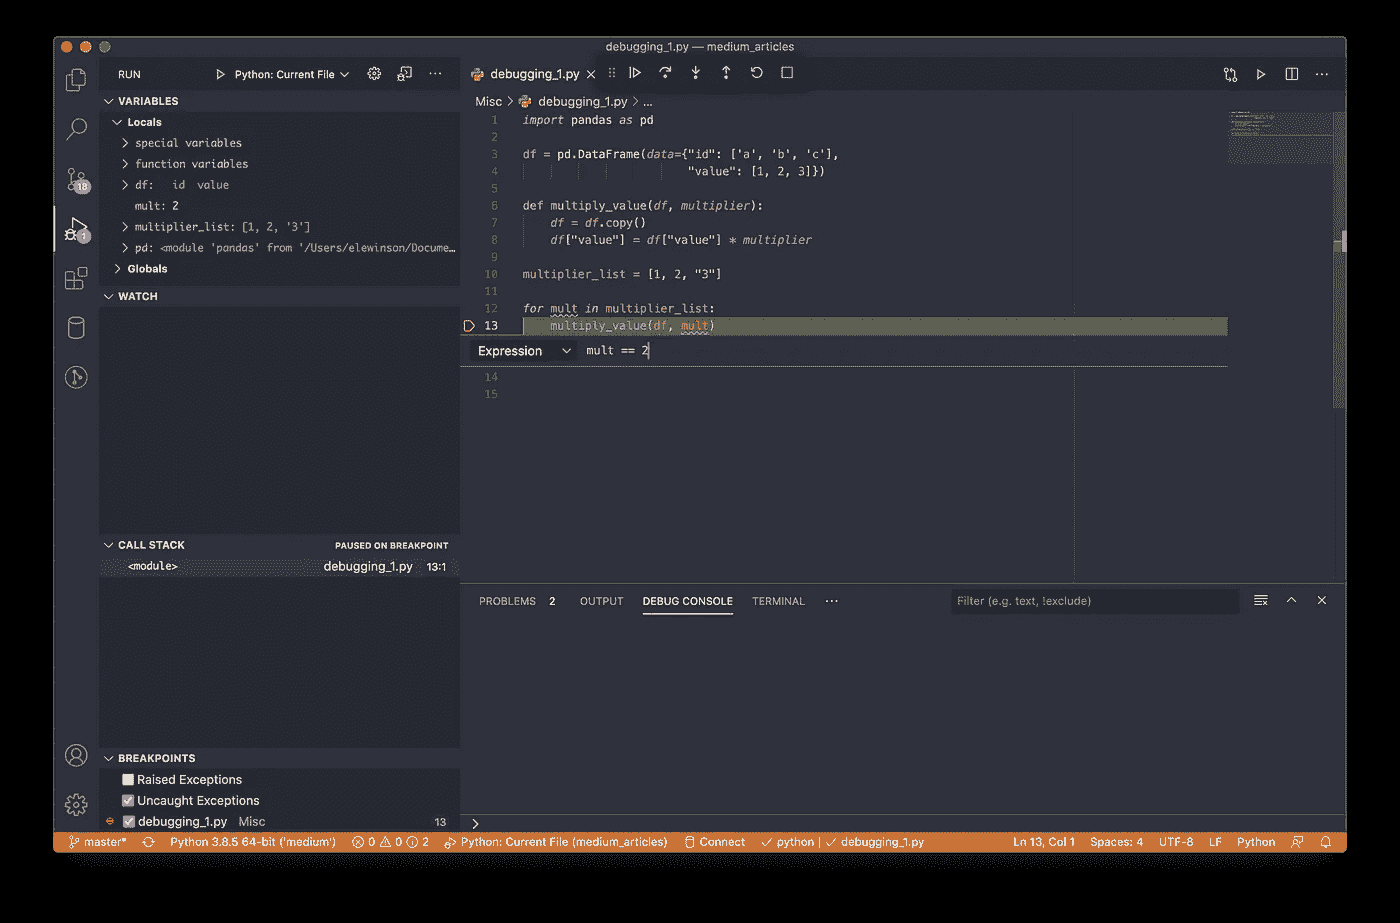 debugging_1.py — medium_articles
RUN
Python: Current File
VARIABLES
Locals
special variables
function variables
df: id value
mult: 2
multiplier_list: [1, 2, '3']
pd: <module 'pandas' from '/Users/elewinson/Docume…
Globals
WATCH
CALL STACK PAUSED ON BREAKPOINT
<module> debugging_1.py 13:1
BREAKPOINTS
Raised Exceptions
Uncaught Exceptions
debugging_1.py Misc 13
18
1
debugging_1.py
Misc > debugging_1.py > ...
1 import pandas as pd
2
3 df = pd.DataFrame(data={"id": ['a', 'b', 'c'],
4 "value": [1, 2, 3]})
5
6 def multiply_value(df, multiplier):
7 df = df.copy()
8 df["value"] = df["value"] * multiplier
9
10 multiplier_list = [1, 2, "3"]
11
12 for mult in multiplier_list:
13 multiply_value(df, mult)
Expression mult == 2
14
15
PROBLEMS 2 OUTPUT DEBUG CONSOLE TERMINAL ...
Filter (e.g. text, !exclude)
master* Python 3.8.5 64-bit ('medium') 0 0 2 Python: Current File (medium_articles) Connect python | debugging_1.py Ln 13, Col 1 Spaces: 4 UTF-8 LF Python